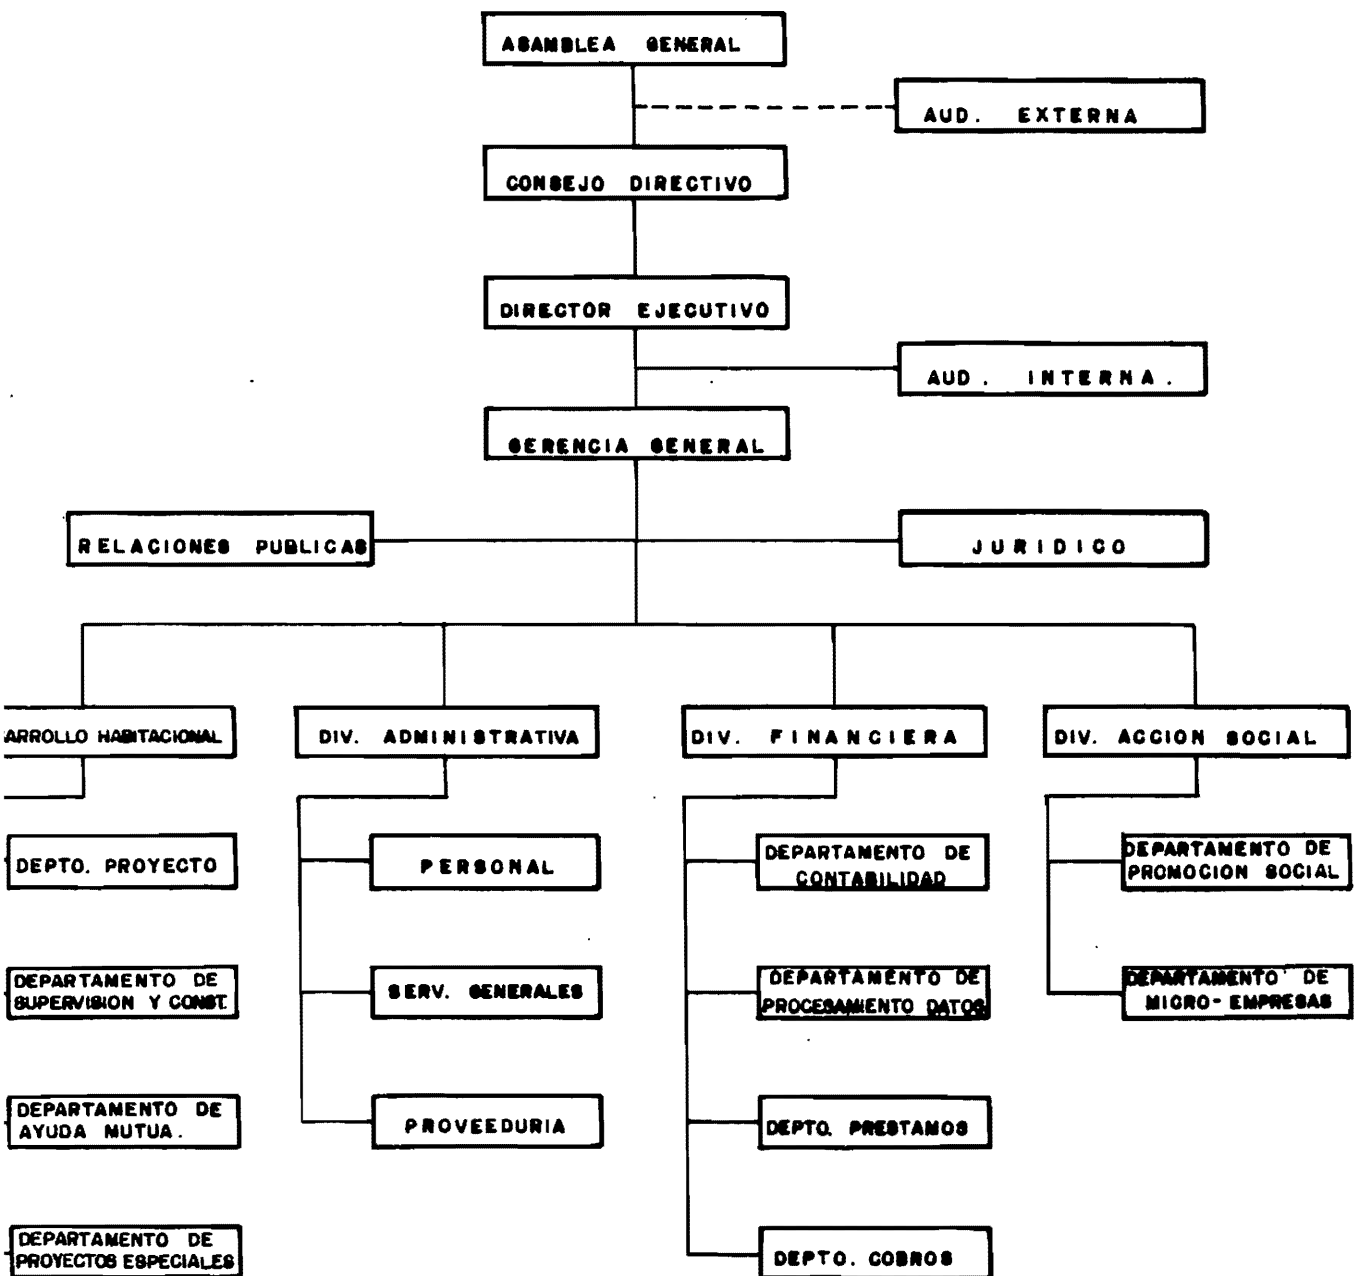 ASAMBLEA GENERAL
AUD. EXTERNA
CONSEJO DIRECTIVO
DIRECTOR EJECUTIVO
AUD. INTERNA.
GERENCIA GENERAL
RELACIONES PUBLICAS
JURIDICO
ARROLLO HABITACIONAL
DIV. ADMINISTRATIVA
DIV. FINANCIERA
DIV. ACCION SOCIAL
DEPTO. PROYECTO
PERSONAL
DEPARTAMENTO DE
CONTABILIDAD
DEPARTAMENTO DE
PROMOCION SOCIAL
DEPARTAMENTO DE
SUPERVISION Y CONST.
SERV. GENERALES
DEPARTAMENTO DE
PROCESAMIENTO DATOS
DEPARTAMENTO DE
MICRO-EMPRESAS
DEPARTAMENTO DE
AYUDA MUTUA.
PROVEEDURIA
DEPTO. PRESTAMOS
DEPARTAMENTO DE
PROYECTOS ESPECIALES
DEPTO. COBROS